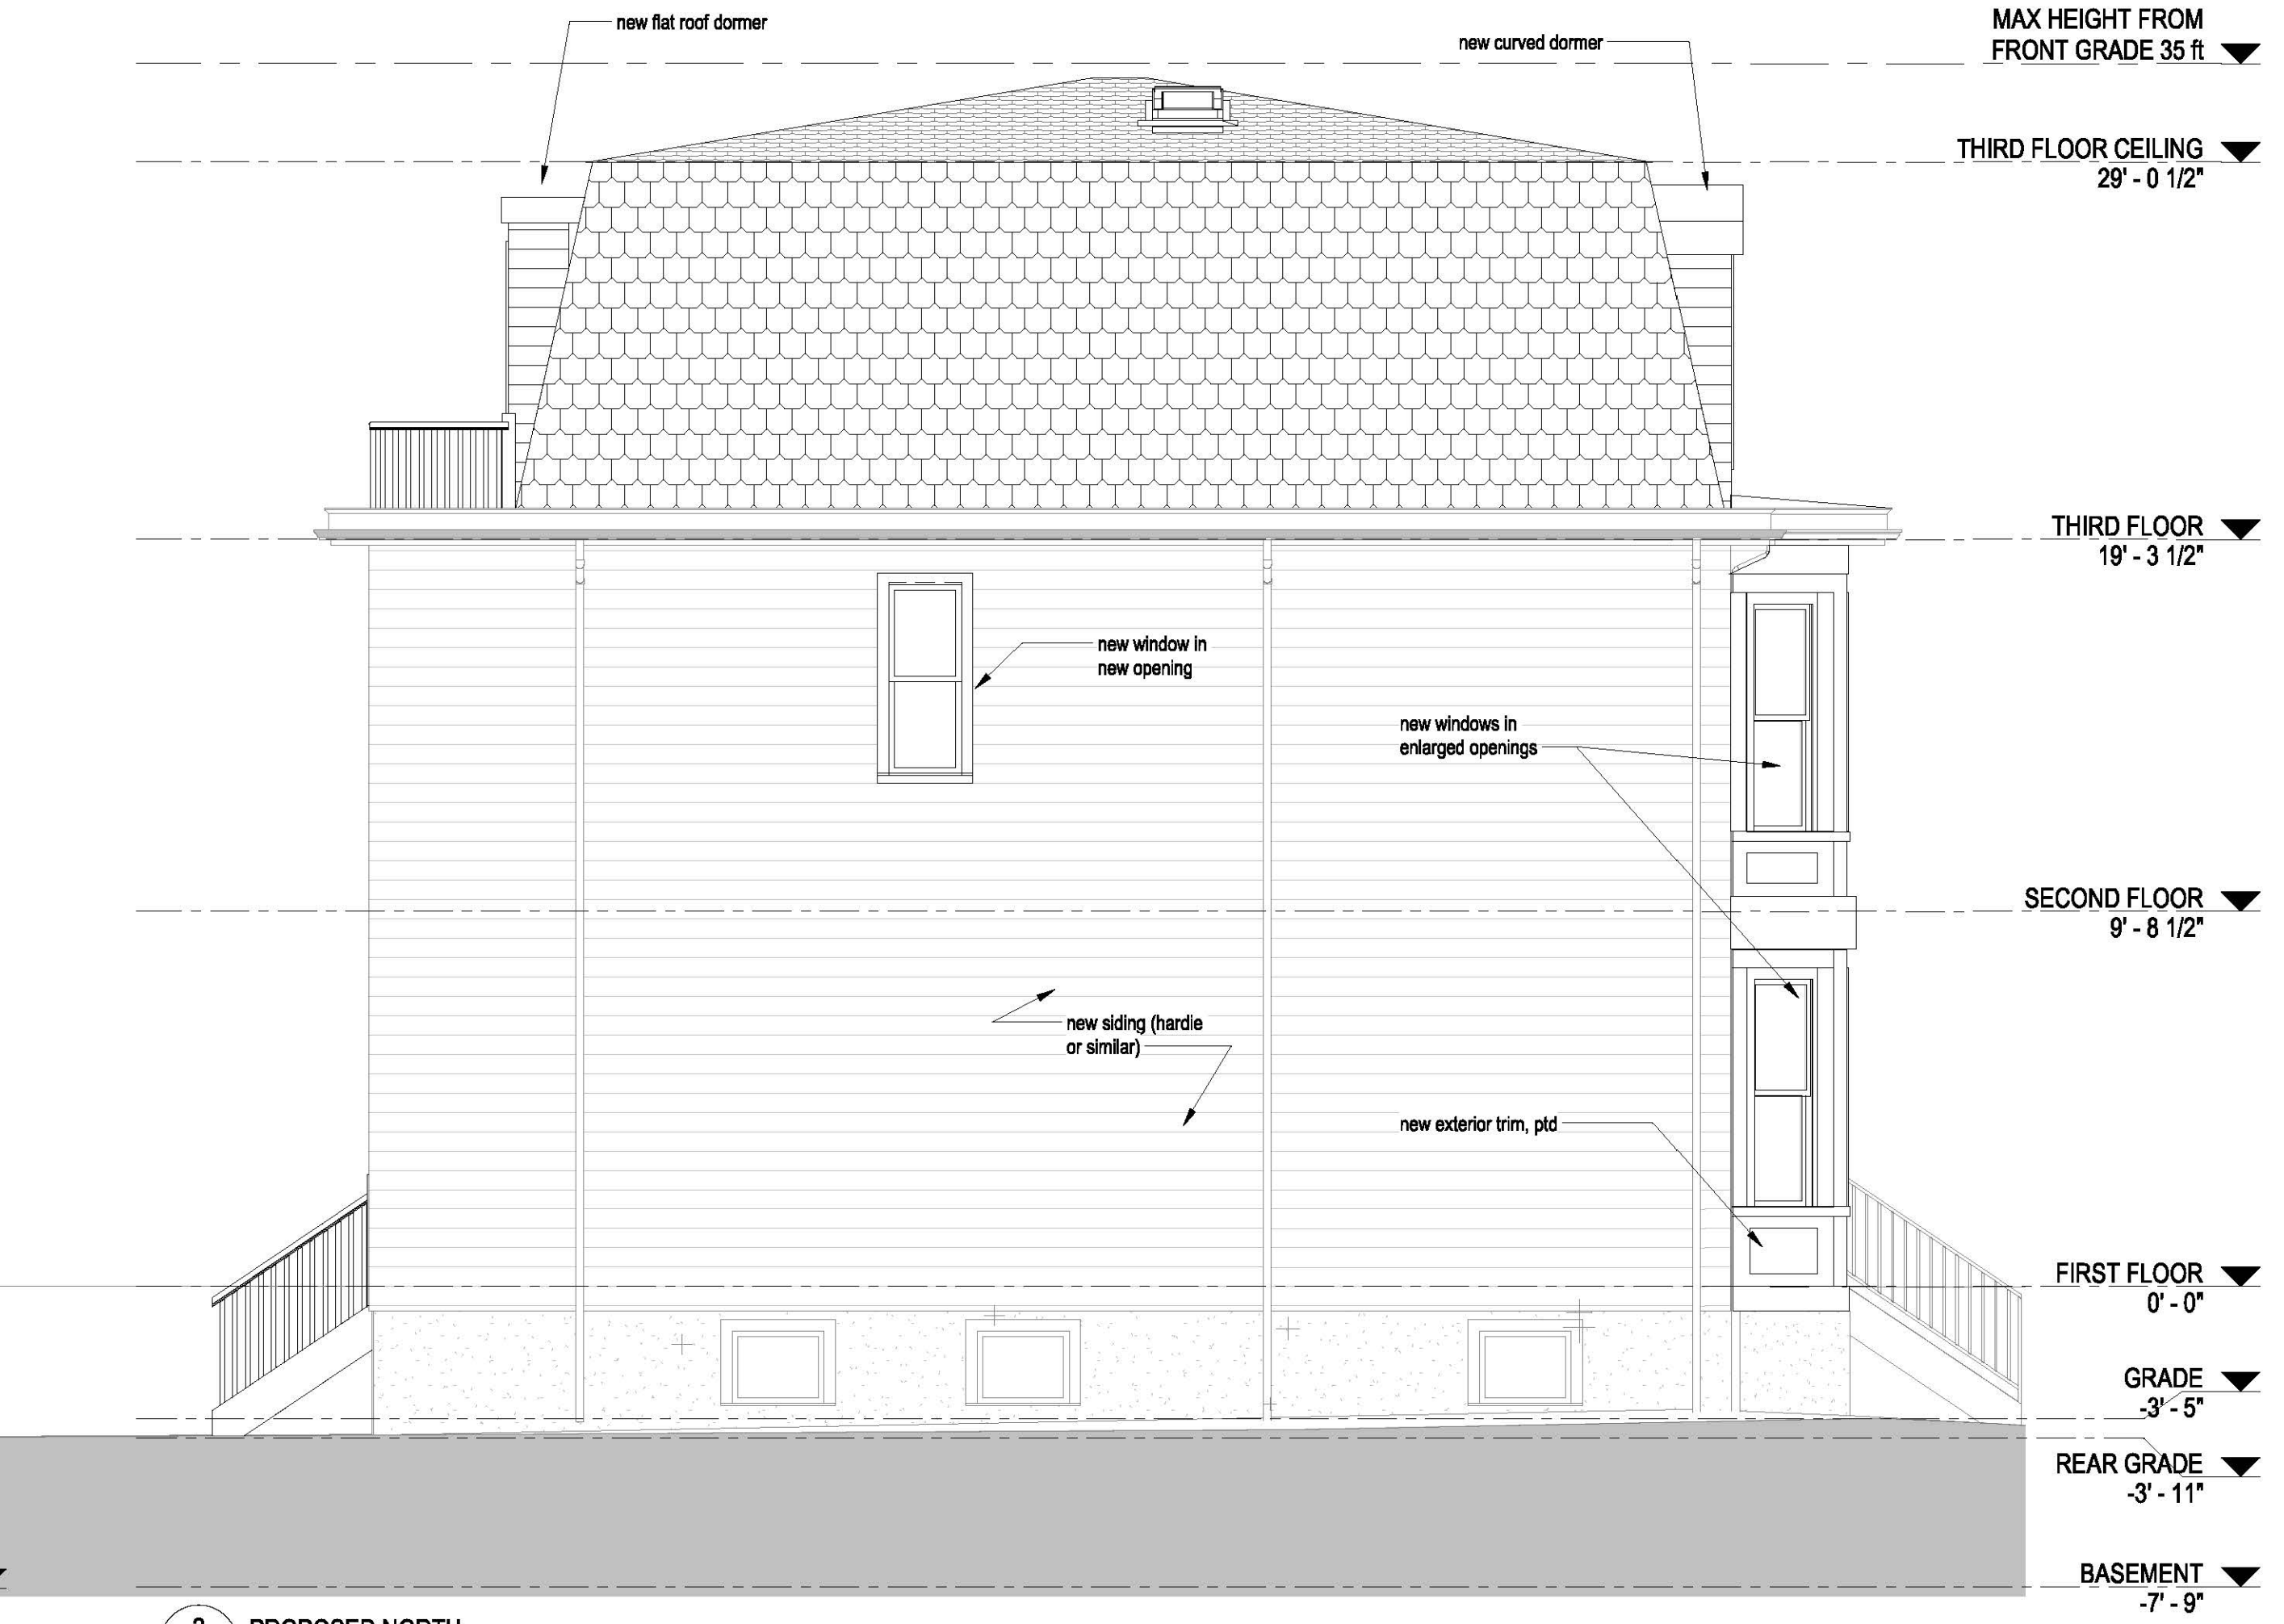 new flat roof dormer
new curved dormer
MAX HEIGHT FROM
FRONT GRADE 35 ft
THIRD FLOOR CEILING
29' - 0 1/2"
THIRD FLOOR
19' - 3 1/2"
new window in
new opening
new windows in
enlarged openings
SECOND FLOOR
9' - 8 1/2"
new siding (hardie
or similar)
new exterior trim, ptd
FIRST FLOOR
0' - 0"
GRADE
-3' - 5"
REAR GRADE
-3' - 11"
BASEMENT
-7' - 9"
PROPOSED NORTH